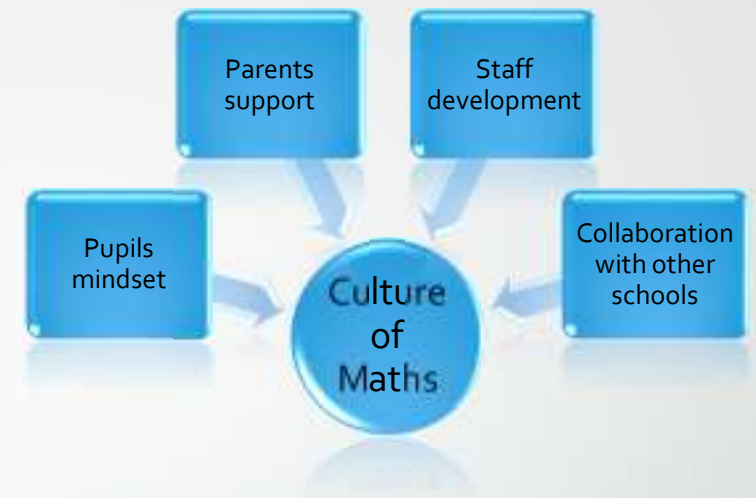 Parents
support
Staff
development
Pupils
mindset
Collaboration
with other
schools
Culture
of
Maths